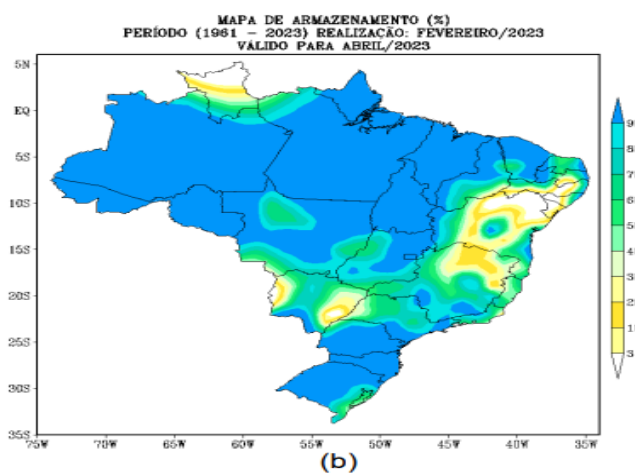 MAPA DE ARMAZENAMENTO (%)
PERÍODO (1961 – 2023) REALIZAÇÃO: FEVEREIRO/2023
VÁLIDO PARA ABRIL/2023
5N
EQ
5S
10S
15S
20S
25S
30S
35S
75W
70W
65W
60W
55W
50W
45W
40W
35W
(b)